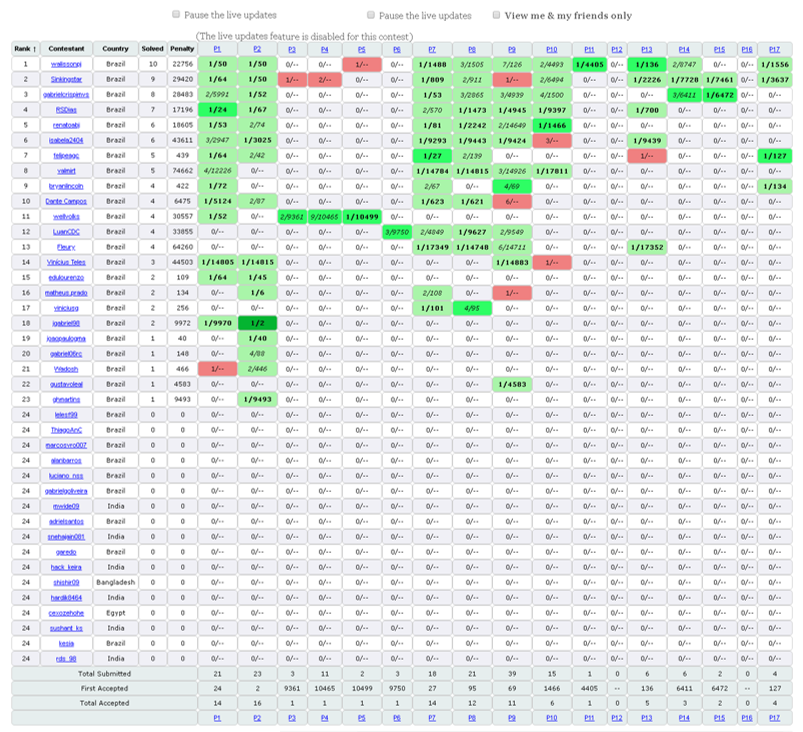 Pause the live updates Pause the live updates View me & my friends only
(The live updates feature is disabled for this contest)
Rank ↑ Contestant Country Solved Penalty P1 P2 P3 P4 P5 P6 P7 P8 P9 P10 P11 P12 P13 P14 P15 P16 P17
1 walissonpi Brazil 10 22756 1/50 1/50 0/-- 0/-- 1/-- 0/-- 1/1488 3/1505 7/126 2/4493 1/4405 0/-- 1/136 2/8747 0/-- 0/-- 1/1556
2 Sinkingstar Brazil 9 29420 1/64 1/50 1/-- 2/-- 0/-- 0/-- 1/809 2/911 1/-- 2/6494 0/-- 0/-- 1/2226 1/7728 1/7461 0/-- 1/3637
3 gabrielcrispimvs Brazil 8 28483 2/5991 1/52 0/-- 0/-- 0/-- 0/-- 1/53 3/2865 3/4939 4/1500 0/-- 0/-- 0/-- 3/6411 1/6472 0/-- 0/--
4 RSDias Brazil 7 17196 1/24 1/67 0/-- 0/-- 0/-- 0/-- 2/570 1/1473 1/4945 1/9397 0/-- 0/-- 1/700 0/-- 0/-- 0/-- 0/--
5 renatoabj Brazil 6 18605 1/53 2/74 0/-- 0/-- 0/-- 0/-- 1/81 1/2242 2/14649 1/1466 0/-- 0/-- 0/-- 0/-- 0/-- 0/-- 0/--
6 isabela2404 Brazil 6 43611 3/2947 1/3025 0/-- 0/-- 0/-- 0/-- 1/9293 1/9443 1/9424 3/-- 0/-- 0/-- 1/9439 0/-- 0/-- 0/-- 0/--
7 felipeagc Brazil 5 439 1/64 2/42 0/-- 0/-- 0/-- 0/-- 1/27 2/139 0/-- 0/-- 0/-- 0/-- 1/-- 0/-- 0/-- 0/-- 1/127
8 valmirt Brazil 5 74662 4/12226 0/-- 0/-- 0/-- 0/-- 0/-- 1/14784 1/14815 3/14926 1/17811 0/-- 0/-- 0/-- 0/-- 0/-- 0/-- 0/--
9 bryanlincoln Brazil 4 422 1/72 0/-- 0/-- 0/-- 0/-- 0/-- 2/67 0/-- 4/69 0/-- 0/-- 0/-- 0/-- 0/-- 0/-- 0/-- 1/134
10 Dante Campos Brazil 4 6475 1/5124 2/87 0/-- 0/-- 0/-- 0/-- 1/623 1/621 6/-- 0/-- 0/-- 0/-- 0/-- 0/-- 0/-- 0/-- 0/--
11 wellvolks Brazil 4 30557 1/52 0/-- 2/9361 9/10465 1/10499 0/-- 0/-- 0/-- 0/-- 0/-- 0/-- 0/-- 0/-- 0/-- 0/-- 0/-- 0/--
12 LuanCDC Brazil 4 33855 0/-- 0/-- 0/-- 0/-- 0/-- 3/9750 2/4849 1/9627 2/9549 0/-- 0/-- 0/-- 0/-- 0/-- 0/-- 0/-- 0/--
13 Fleury Brazil 4 64260 0/-- 0/-- 0/-- 0/-- 0/-- 0/-- 1/17349 1/14748 6/14711 0/-- 0/-- 0/-- 1/17352 0/-- 0/-- 0/-- 0/--
14 Vinicius Teles Brazil 3 44503 1/14805 1/14815 0/-- 0/-- 0/-- 0/-- 0/-- 0/-- 1/14883 1/-- 0/-- 0/-- 0/-- 0/-- 0/-- 0/-- 0/--
15 edulourenzo Brazil 2 109 1/64 1/45 0/-- 0/-- 0/-- 0/-- 0/-- 0/-- 0/-- 0/-- 0/-- 0/-- 0/-- 0/-- 0/-- 0/-- 0/--
16 matheus.prado Brazil 2 134 0/-- 1/6 0/-- 0/-- 0/-- 0/-- 2/108 0/-- 1/-- 0/-- 0/-- 0/-- 0/-- 0/-- 0/-- 0/-- 0/--
17 viniciusg Brazil 2 256 0/-- 0/-- 0/-- 0/-- 0/-- 0/-- 1/101 4/95 0/-- 0/-- 0/-- 0/-- 0/-- 0/-- 0/-- 0/-- 0/--
18 jgabriel98 Brazil 2 9972 1/9970 1/2 0/-- 0/-- 0/-- 0/-- 0/-- 0/-- 0/-- 0/-- 0/-- 0/-- 0/-- 0/-- 0/-- 0/-- 0/--
19 joaopaulogma Brazil 1 40 0/-- 1/40 0/-- 0/-- 0/-- 0/-- 0/-- 0/-- 0/-- 0/-- 0/-- 0/-- 0/-- 0/-- 0/-- 0/-- 0/--
20 gabriel06rc Brazil 1 148 0/-- 4/88 0/-- 0/-- 0/-- 0/-- 0/-- 0/-- 0/-- 0/-- 0/-- 0/-- 0/-- 0/-- 0/-- 0/-- 0/--
21 Wadosh Brazil 1 466 1/-- 2/446 0/-- 0/-- 0/-- 0/-- 0/-- 0/-- 0/-- 0/-- 0/-- 0/-- 0/-- 0/-- 0/-- 0/-- 0/--
22 gustavoleal Brazil 1 4583 0/-- 0/-- 0/-- 0/-- 0/-- 0/-- 0/-- 0/-- 1/4583 0/-- 0/-- 0/-- 0/-- 0/-- 0/-- 0/-- 0/--
23 ghmartins Brazil 1 9493 0/-- 1/9493 0/-- 0/-- 0/-- 0/-- 0/-- 0/-- 0/-- 0/-- 0/-- 0/-- 0/-- 0/-- 0/-- 0/-- 0/--
24 lelesf99 Brazil 0 0 0/-- 0/-- 0/-- 0/-- 0/-- 0/-- 0/-- 0/-- 0/-- 0/-- 0/-- 0/-- 0/-- 0/-- 0/-- 0/-- 0/--
24 ThiagoAnC Brazil 0 0 0/-- 0/-- 0/-- 0/-- 0/-- 0/-- 0/-- 0/-- 0/-- 0/-- 0/-- 0/-- 0/-- 0/-- 0/-- 0/-- 0/--
24 marcosvro007 Brazil 0 0 0/-- 0/-- 0/-- 0/-- 0/-- 0/-- 0/-- 0/-- 0/-- 0/-- 0/-- 0/-- 0/-- 0/-- 0/-- 0/-- 0/--
24 alanbarros Brazil 0 0 0/-- 0/-- 0/-- 0/-- 0/-- 0/-- 0/-- 0/-- 0/-- 0/-- 0/-- 0/-- 0/-- 0/-- 0/-- 0/-- 0/--
24 luciano_nss Brazil 0 0 0/-- 0/-- 0/-- 0/-- 0/-- 0/-- 0/-- 0/-- 0/-- 0/-- 0/-- 0/-- 0/-- 0/-- 0/-- 0/-- 0/--
24 gabrielgoliveira Brazil 0 0 0/-- 0/-- 0/-- 0/-- 0/-- 0/-- 0/-- 0/-- 0/-- 0/-- 0/-- 0/-- 0/-- 0/-- 0/-- 0/-- 0/--
24 mwide09 India 0 0 0/-- 0/-- 0/-- 0/-- 0/-- 0/-- 0/-- 0/-- 0/-- 0/-- 0/-- 0/-- 0/-- 0/-- 0/-- 0/-- 0/--
24 adrielsantos Brazil 0 0 0/-- 0/-- 0/-- 0/-- 0/-- 0/-- 0/-- 0/-- 0/-- 0/-- 0/-- 0/-- 0/-- 0/-- 0/-- 0/-- 0/--
24 snehajain081 India 0 0 0/-- 0/-- 0/-- 0/-- 0/-- 0/-- 0/-- 0/-- 0/-- 0/-- 0/-- 0/-- 0/-- 0/-- 0/-- 0/-- 0/--
24 garedo Brazil 0 0 0/-- 0/-- 0/-- 0/-- 0/-- 0/-- 0/-- 0/-- 0/-- 0/-- 0/-- 0/-- 0/-- 0/-- 0/-- 0/-- 0/--
24 hack_keira India 0 0 0/-- 0/-- 0/-- 0/-- 0/-- 0/-- 0/-- 0/-- 0/-- 0/-- 0/-- 0/-- 0/-- 0/-- 0/-- 0/-- 0/--
24 shishir09 Bangladesh 0 0 0/-- 0/-- 0/-- 0/-- 0/-- 0/-- 0/-- 0/-- 0/-- 0/-- 0/-- 0/-- 0/-- 0/-- 0/-- 0/-- 0/--
24 hardik8464 India 0 0 0/-- 0/-- 0/-- 0/-- 0/-- 0/-- 0/-- 0/-- 0/-- 0/-- 0/-- 0/-- 0/-- 0/-- 0/-- 0/-- 0/--
24 cexozehohe Egypt 0 0 0/-- 0/-- 0/-- 0/-- 0/-- 0/-- 0/-- 0/-- 0/-- 0/-- 0/-- 0/-- 0/-- 0/-- 0/-- 0/-- 0/--
24 sushant_ks India 0 0 0/-- 0/-- 0/-- 0/-- 0/-- 0/-- 0/-- 0/-- 0/-- 0/-- 0/-- 0/-- 0/-- 0/-- 0/-- 0/-- 0/--
24 kesia Brazil 0 0 0/-- 0/-- 0/-- 0/-- 0/-- 0/-- 0/-- 0/-- 0/-- 0/-- 0/-- 0/-- 0/-- 0/-- 0/-- 0/-- 0/--
24 rds_98 India 0 0 0/-- 0/-- 0/-- 0/-- 0/-- 0/-- 0/-- 0/-- 0/-- 0/-- 0/-- 0/-- 0/-- 0/-- 0/-- 0/-- 0/--
Total Submitted 21 23 3 11 2 3 18 21 39 15 1 0 6 6 2 0 4
First Accepted 24 2 9361 10465 10499 9750 27 95 69 1466 4405 -- 136 6411 6472 -- 127
Total Accepted 14 16 1 1 1 1 14 12 11 6 1 0 5 3 2 0 4
P1 P2 P3 P4 P5 P6 P7 P8 P9 P10 P11 P12 P13 P14 P15 P16 P17